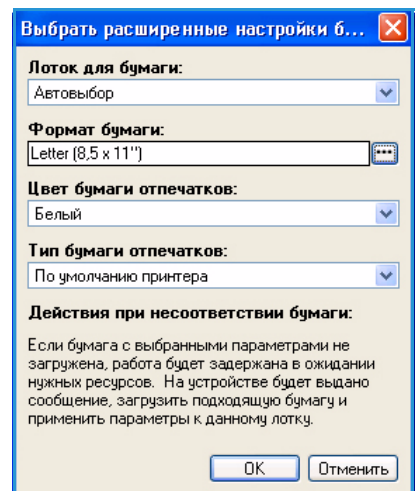 Выбрать расширенные настройки б...
Лоток для бумаги:
Автовыбор
Формат бумаги:
Letter (8,5 x 11")
Цвет бумаги отпечатков:
Белый
Тип бумаги отпечатков:
По умолчанию принтера
Действия при несоответствии бумаги:
Если бумага с выбранными параметрами не
загружена, работа будет задержана в ожидании
нужных ресурсов. На устройстве будет выдано
сообщение, загрузить подходящую бумагу и
применить параметры к данному лотку.
OK Отменить